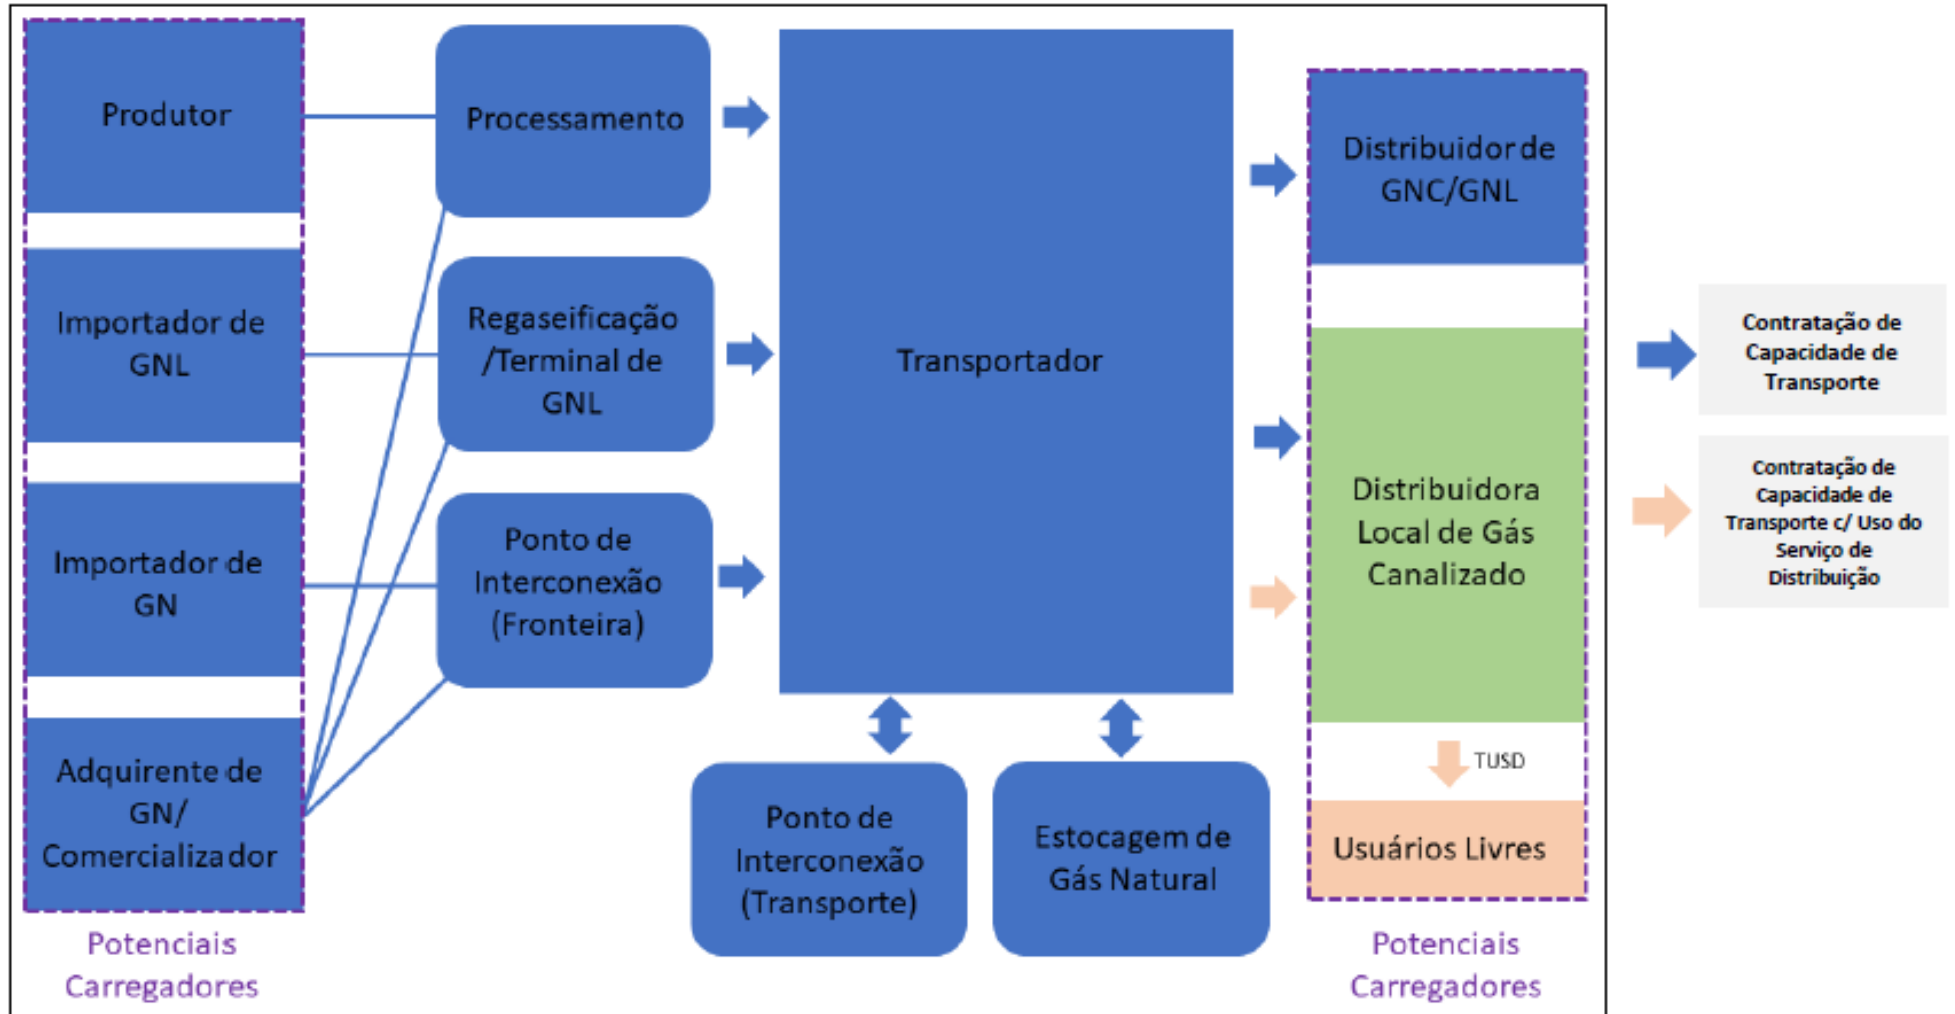 Produtor
Importador de
GNL
Importador de
GN
Adquirente de
GN/
Comercializador
Potenciais
Carregadores
Processamento
Regaseificação
/Terminal de
GNL
Ponto de
Interconexão
(Fronteira)
Transportador
Ponto de
Interconexão
(Transporte)
Estocagem de
Gás Natural
Distribuidor de
GNC/GNL
Distribuidora
Local de Gás
Canalizado
TUSD
Usuários Livres
Potenciais
Carregadores
Contratação de
Capacidade de
Transporte
Contratação de
Capacidade de
Transporte c/ Uso do
Serviço de
Distribuição